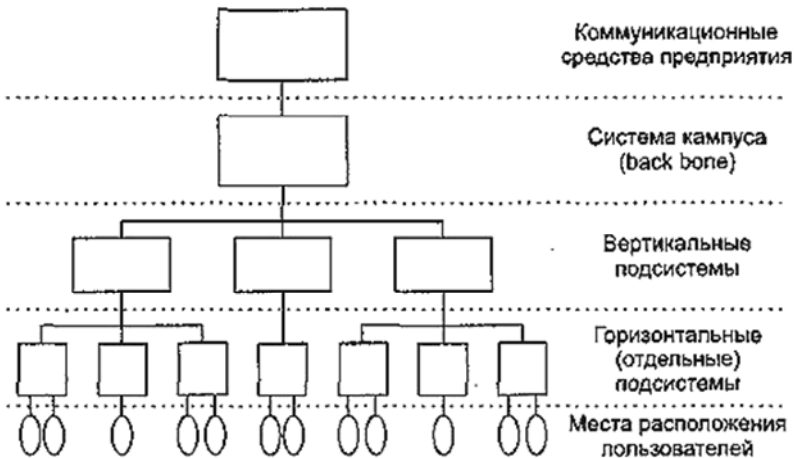 Коммуникационные
средства предприятия
Система кампуса
(back bone)
Вертикальные
подсистемы
Горизонтальные
(отдельные)
подсистемы
Места расположения
пользователей